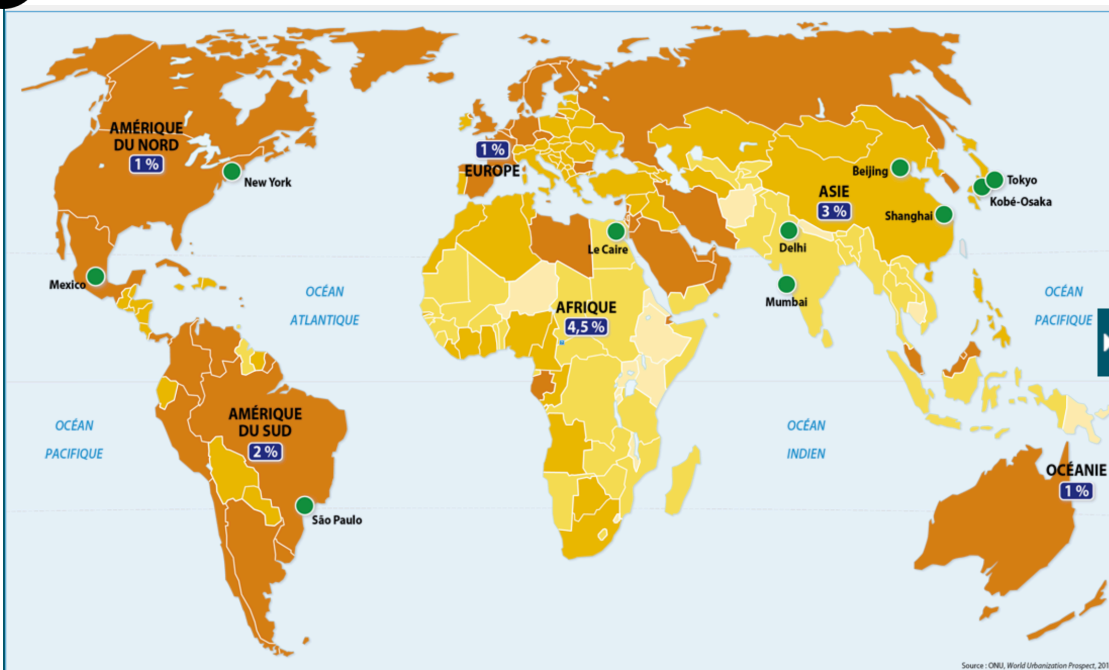 AMÉRIQUE
DU NORD
1 %
New York
Mexico
OCÉAN
ATLANTIQUE
1 %
EUROPE
Le Caire
AFRIQUE
4,5 %
ASIE
3 %
Beijing
Tokyo
Kobé-Osaka
Shanghai
Delhi
Mumbai
OCÉAN
PACIFIQUE
OCÉAN
PACIFIQUE
AMÉRIQUE
DU SUD
2 %
São Paulo
OCÉAN
INDIEN
OCÉANIE
1 %
Source : ONU, World Urbanization Prospect, 201